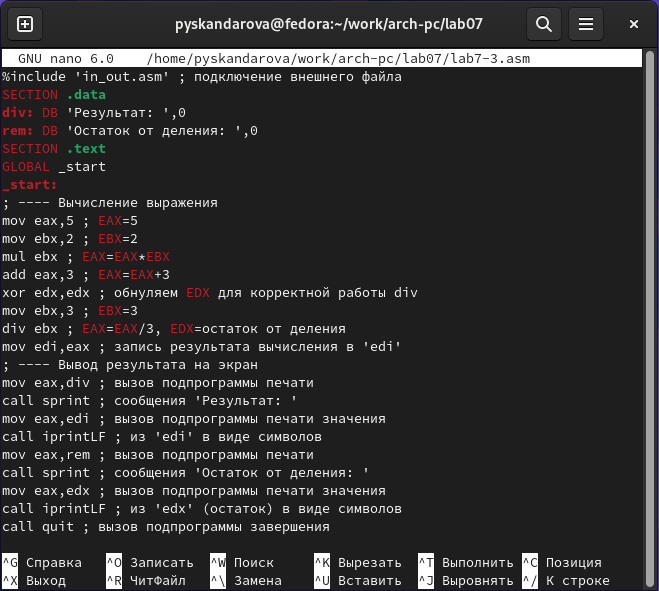 pyskandarova@fedora:~/work/arch-pc/lab07
GNU nano 6.0 /home/pyskandarova/work/arch-pc/lab07/lab7-3.asm
%include 'in_out.asm' ; подключение внешнего файла
SECTION .data
div: DB 'Результат: ',0
rem: DB 'Остаток от деления: ',0
SECTION .text
GLOBAL _start
_start:
; ---- Вычисление выражения
mov eax,5 ; EAX=5
mov ebx,2 ; EBX=2
mul ebx ; EAX=EAX*EBX
add eax,3 ; EAX=EAX+3
xor edx,edx ; обнуляем EDX для корректной работы div
mov ebx,3 ; EBX=3
div ebx ; EAX=EAX/3, EDX=остаток от деления
mov edi,eax ; запись результата вычисления в 'edi'
; ---- Вывод результата на экран
mov eax,div ; вызов подпрограммы печати
call sprint ; сообщения 'Результат: '
mov eax,edi ; вызов подпрограммы печати значения
call iprintLF ; из 'edi' в виде символов
mov eax,rem ; вызов подпрограммы печати
call sprint ; сообщения 'Остаток от деления: '
mov eax,edx ; вызов подпрограммы печати значения
call iprintLF ; из 'edx' (остаток) в виде символов
call quit ; вызов подпрограммы завершения
^G Справка ^O Записать ^W Поиск ^K Вырезать ^T Выполнить ^C Позиция
^X Выход ^R ЧитФайл ^\ Замена ^U Вставить ^J Выровнять ^/ К строке